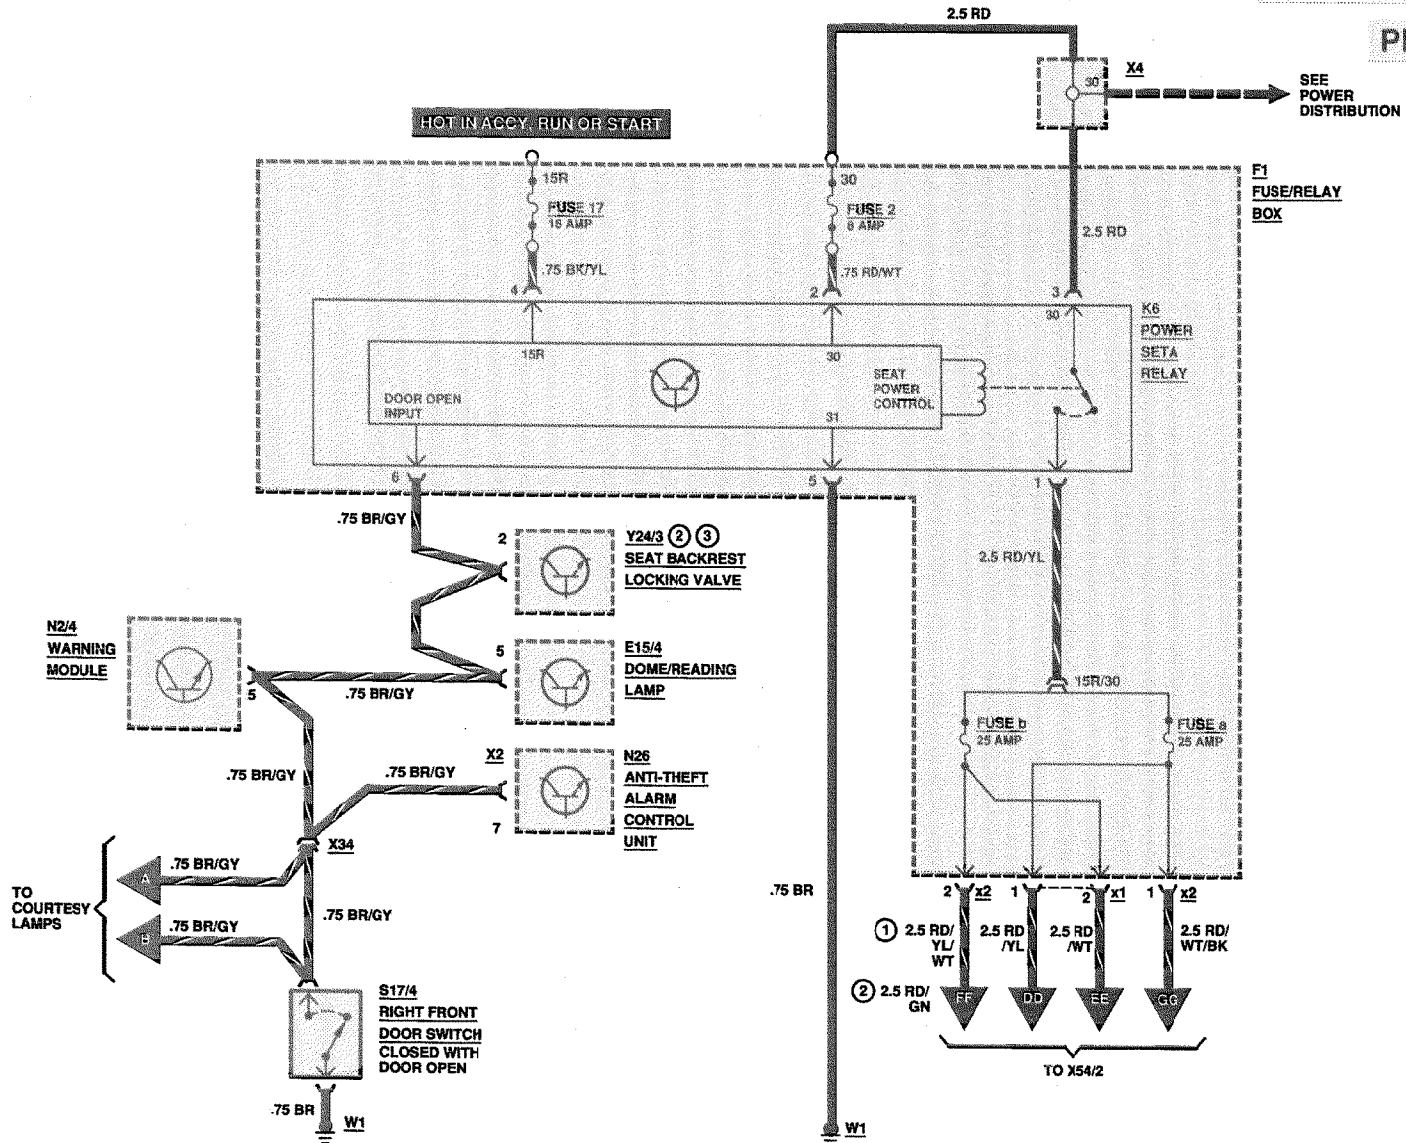 2.5 RD
X4
30
SEE
POWER
DISTRIBUTION
HOT IN ACCY, RUN OR START
F1
FUSE/RELAY
BOX
15R
FUSE 17
16 AMP
30
FUSE 2
8 AMP
2.5 RD
.75 BK/YL
.75 RD/WT
4
2
3
30
K6
POWER
SETA
RELAY
15R
30
SEAT
POWER
CONTROL
DOOR OPEN
INPUT
31
6
5
1
.75 BR/GY
2
Y24/3 2 3
SEAT BACKREST
LOCKING VALVE
2.5 RD/YL
N2/4
WARNING
MODULE
5
E15/4
DOME/READING
LAMP
5
.75 BR/GY
15R/30
FUSE b
25 AMP
FUSE a
25 AMP
.75 BR/GY
.75 BR/GY
X2
7
N26
ANTI-THEFT
ALARM
CONTROL
UNIT
X34
TO
COURTESY
LAMPS
A
.75 BR/GY
B
.75 BR/GY
.75 BR/GY
.75 BR
2 x2
1
2 x1
1 x2
1 2.5 RD/
YL/
WT
2.5 RD
/YL
2.5 RD
/WT
2.5 RD/
WT/BK
2 2.5 RD/
GN
FF
DD
EE
GG
TO X54/2
S17/4
RIGHT FRONT
DOOR SWITCH
CLOSED WITH
DOOR OPEN
.75 BR
W1
W1